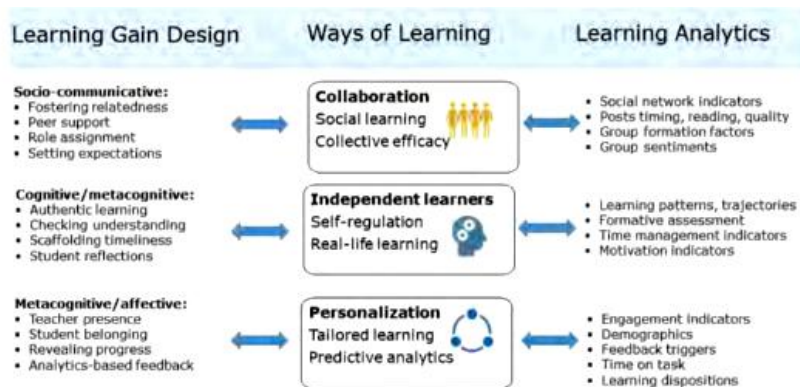 Learning Gain Design
Ways of Learning
Learning Analytics
Socio-communicative:
• Fostering relatedness
• Peer support
• Role assignment
• Setting expectations
Collaboration
Social learning
Collective efficacy
• Social network indicators
• Posts timing, reading, quality
• Group formation factors
• Group sentiments
Cognitive/metacognitive:
• Authentic learning
• Checking understanding
• Scaffolding timeliness
• Student reflections
Independent learners
Self-regulation
Real-life learning
• Learning patterns, trajectories
• Formative assessment
• Time management indicators
• Motivation indicators
Metacognitive/affective:
• Teacher presence
• Student belonging
• Revealing progress
• Analytics-based feedback
Personalization
Tailored learning
Predictive analytics
• Engagement indicators
• Demographics
• Feedback triggers
• Time on task
• Learning dispositions